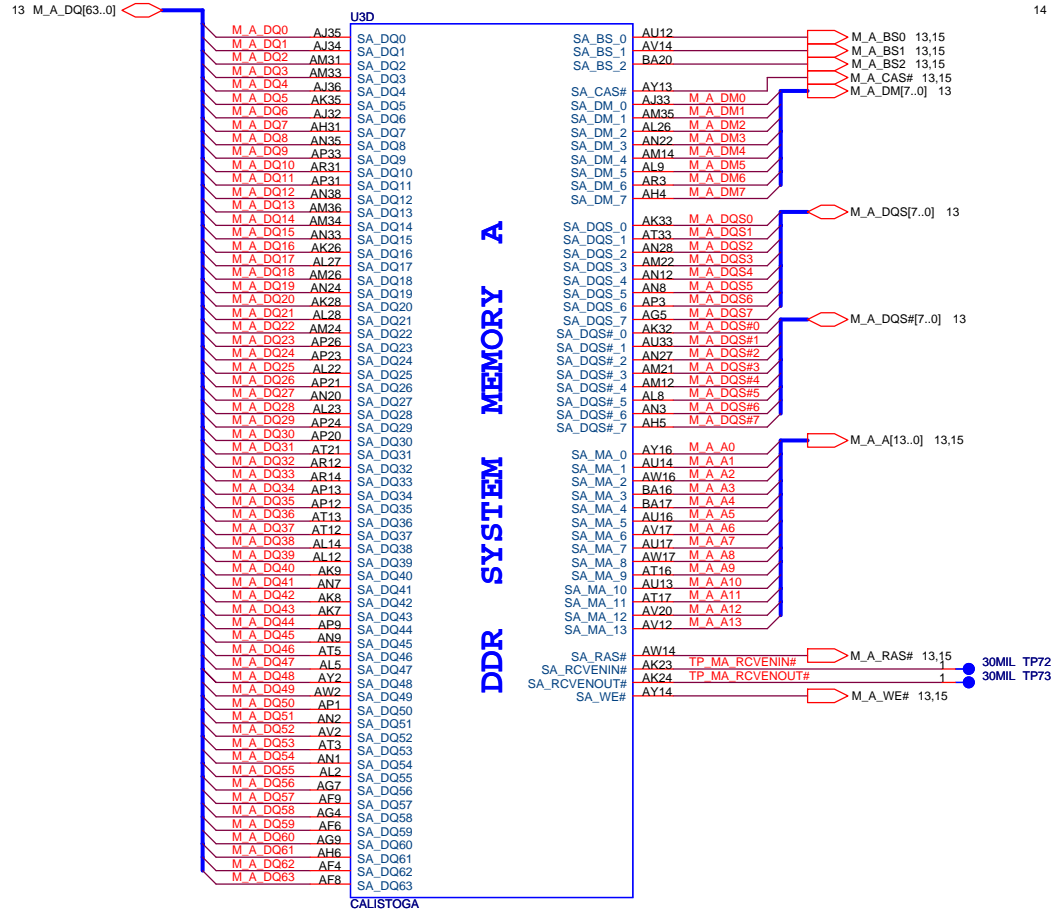 13 M_A_DQ[63..0]
14
U3D
M_A_DQ0 AJ35 SA_DQ0
M_A_DQ1 AJ34 SA_DQ1
M_A_DQ2 AM31 SA_DQ2
M_A_DQ3 AM33 SA_DQ3
M_A_DQ4 AJ36 SA_DQ4
M_A_DQ5 AK35 SA_DQ5
M_A_DQ6 AJ32 SA_DQ6
M_A_DQ7 AH31 SA_DQ7
M_A_DQ8 AN35 SA_DQ8
M_A_DQ9 AP33 SA_DQ9
M_A_DQ10 AR31 SA_DQ10
M_A_DQ11 AP31 SA_DQ11
M_A_DQ12 AN38 SA_DQ12
M_A_DQ13 AM36 SA_DQ13
M_A_DQ14 AM34 SA_DQ14
M_A_DQ15 AN33 SA_DQ15
M_A_DQ16 AK26 SA_DQ16
M_A_DQ17 AL27 SA_DQ17
M_A_DQ18 AM26 SA_DQ18
M_A_DQ19 AN24 SA_DQ19
M_A_DQ20 AK28 SA_DQ20
M_A_DQ21 AL28 SA_DQ21
M_A_DQ22 AM24 SA_DQ22
M_A_DQ23 AP26 SA_DQ23
M_A_DQ24 AP23 SA_DQ24
M_A_DQ25 AL22 SA_DQ25
M_A_DQ26 AP21 SA_DQ26
M_A_DQ27 AN20 SA_DQ27
M_A_DQ28 AL23 SA_DQ28
M_A_DQ29 AP24 SA_DQ29
M_A_DQ30 AP20 SA_DQ30
M_A_DQ31 AT21 SA_DQ31
M_A_DQ32 AR12 SA_DQ32
M_A_DQ33 AR14 SA_DQ33
M_A_DQ34 AP13 SA_DQ34
M_A_DQ35 AP12 SA_DQ35
M_A_DQ36 AT13 SA_DQ36
M_A_DQ37 AT12 SA_DQ37
M_A_DQ38 AL14 SA_DQ38
M_A_DQ39 AL12 SA_DQ39
M_A_DQ40 AK9 SA_DQ40
M_A_DQ41 AN7 SA_DQ41
M_A_DQ42 AK8 SA_DQ42
M_A_DQ43 AK7 SA_DQ43
M_A_DQ44 AP9 SA_DQ44
M_A_DQ45 AN9 SA_DQ45
M_A_DQ46 AT5 SA_DQ46
M_A_DQ47 AL5 SA_DQ47
M_A_DQ48 AY2 SA_DQ48
M_A_DQ49 AW2 SA_DQ49
M_A_DQ50 AP1 SA_DQ50
M_A_DQ51 AN2 SA_DQ51
M_A_DQ52 AV2 SA_DQ52
M_A_DQ53 AT3 SA_DQ53
M_A_DQ54 AN1 SA_DQ54
M_A_DQ55 AL2 SA_DQ55
M_A_DQ56 AG7 SA_DQ56
M_A_DQ57 AF9 SA_DQ57
M_A_DQ58 AG4 SA_DQ58
M_A_DQ59 AF6 SA_DQ59
M_A_DQ60 AG9 SA_DQ60
M_A_DQ61 AH6 SA_DQ61
M_A_DQ62 AF4 SA_DQ62
M_A_DQ63 AF8 SA_DQ63
DDR SYSTEM MEMORY A
SA_BS_0 AU12 M_A_BS0 13,15
SA_BS_1 AV14 M_A_BS1 13,15
SA_BS_2 BA20 M_A_BS2 13,15
SA_CAS# AY13 M_A_CAS# 13,15
SA_DM_0 AJ33 M_A_DM0 M_A_DM[7..0] 13
SA_DM_1 AM35 M_A_DM1
SA_DM_2 AL26 M_A_DM2
SA_DM_3 AN22 M_A_DM3
SA_DM_4 AM14 M_A_DM4
SA_DM_5 AL9 M_A_DM5
SA_DM_6 AR3 M_A_DM6
SA_DM_7 AH4 M_A_DM7
SA_DQS_0 AK33 M_A_DQS0 M_A_DQS[7..0] 13
SA_DQS_1 AT33 M_A_DQS1
SA_DQS_2 AN28 M_A_DQS2
SA_DQS_3 AM22 M_A_DQS3
SA_DQS_4 AN12 M_A_DQS4
SA_DQS_5 AN8 M_A_DQS5
SA_DQS_6 AP3 M_A_DQS6
SA_DQS_7 AG5 M_A_DQS7
SA_DQS#_0 AK32 M_A_DQS#0 M_A_DQS#[7..0] 13
SA_DQS#_1 AU33 M_A_DQS#1
SA_DQS#_2 AN27 M_A_DQS#2
SA_DQS#_3 AM21 M_A_DQS#3
SA_DQS#_4 AM12 M_A_DQS#4
SA_DQS#_5 AL8 M_A_DQS#5
SA_DQS#_6 AN3 M_A_DQS#6
SA_DQS#_7 AH5 M_A_DQS#7
M_A_A[13..0] 13,15
SA_MA_0 AY16 M_A_A0
SA_MA_1 AU14 M_A_A1
SA_MA_2 AW16 M_A_A2
SA_MA_3 BA16 M_A_A3
SA_MA_4 BA17 M_A_A4
SA_MA_5 AU16 M_A_A5
SA_MA_6 AV17 M_A_A6
SA_MA_7 AU17 M_A_A7
SA_MA_8 AW17 M_A_A8
SA_MA_9 AT16 M_A_A9
SA_MA_10 AU13 M_A_A10
SA_MA_11 AT17 M_A_A11
SA_MA_12 AV20 M_A_A12
SA_MA_13 AV12 M_A_A13
SA_RAS# AW14 M_A_RAS# 13,15
SA_RCVENIN# AK23 TP_MA_RCVENIN# 1 30MIL TP72
SA_RCVENOUT# AK24 TP_MA_RCVENOUT# 1 30MIL TP73
SA_WE# AY14 M_A_WE# 13,15
CALISTOGA